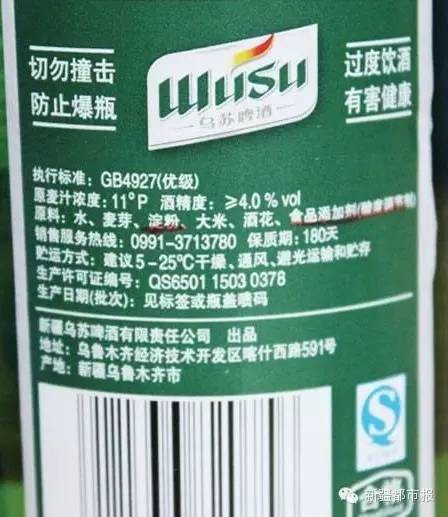 切勿撞击
防止爆瓶
WUSU
乌苏啤酒
过度饮酒
有害健康
执行标准: GB4927(优级)
原麦汁浓度: 11°P 酒精度: ≥4.0%vol
原料: 水、麦芽、淀粉、大米、酒花、食品添加剂(酸度调节剂)
销售服务热线: 0991-3713780 保质期: 180天
贮运方式: 建议5-25℃干燥、通风、避光运输和贮存
生产许可证编号: QS6501 1503 0378
生产日期(批次): 见标签或瓶盖喷码
新疆乌苏啤酒有限责任公司 出品
地址: 乌鲁木齐经济技术开发区喀什西路591号
产地: 新疆乌鲁木齐市
新疆都市报